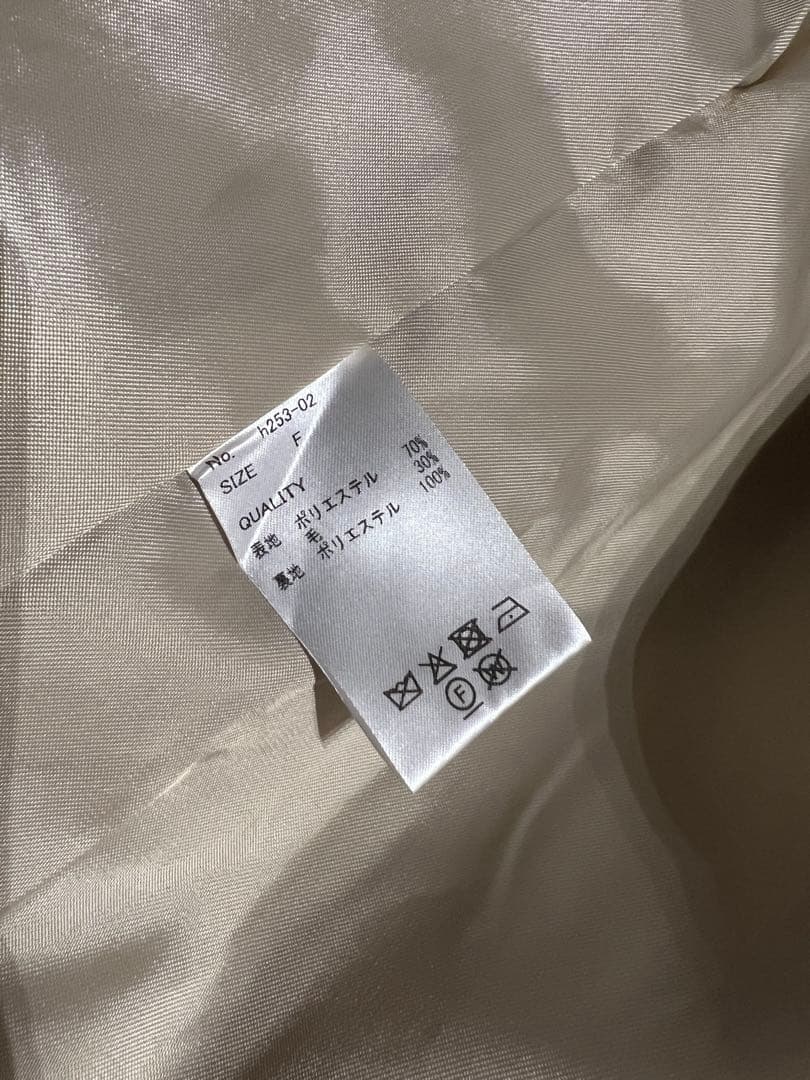 No. h253-02
SIZE F
QUALITY
表地 ポリエステル 70%
毛 30%
裏地 ポリエステル 100%
F
W